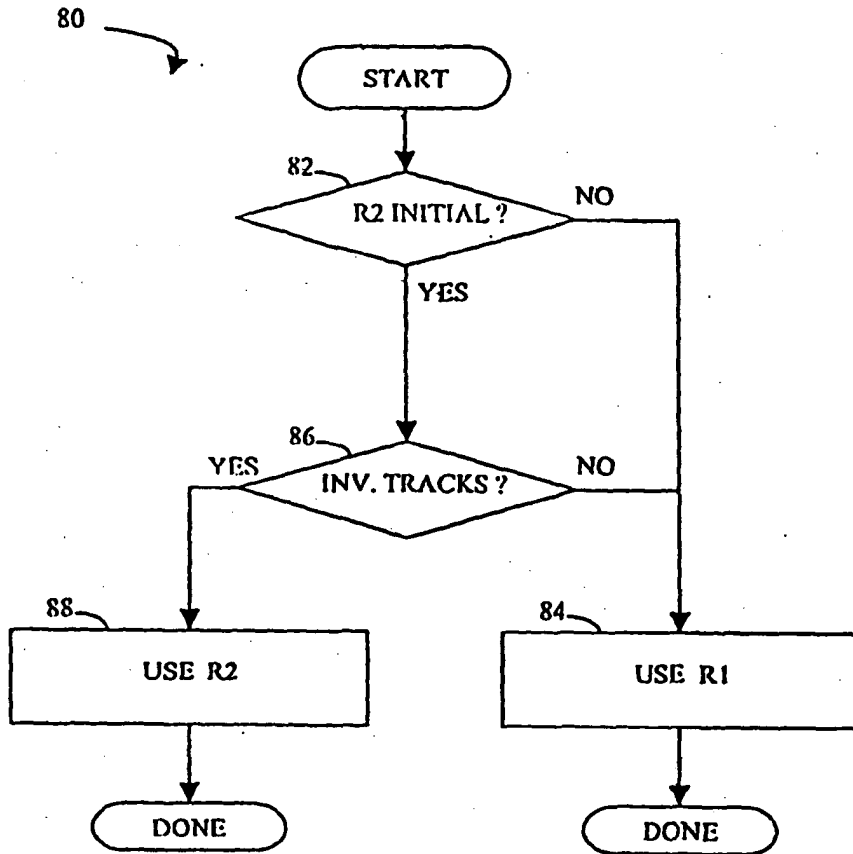 80
START
82
R2 INITIAL ?
NO
YES
86
YES
INV. TRACKS ?
NO
88
84
USE R2
USE R1
DONE
DONE